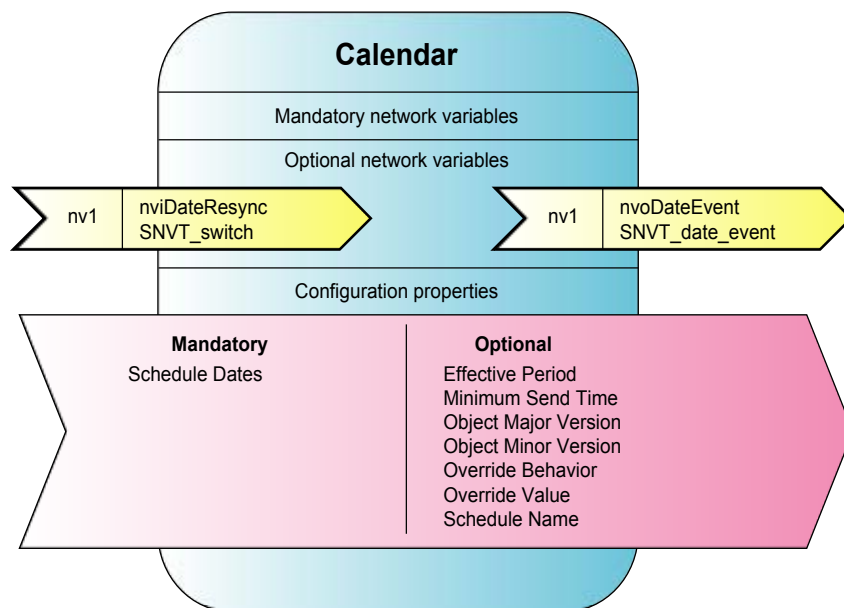 Calendar
Mandatory network variables
Optional network variables
nv1
nviDateResync
SNVT_switch
nv1
nvoDateEvent
SNVT_date_event
Configuration properties
Mandatory
Schedule Dates
Optional
Effective Period
Minimum Send Time
Object Major Version
Object Minor Version
Override Behavior
Override Value
Schedule Name